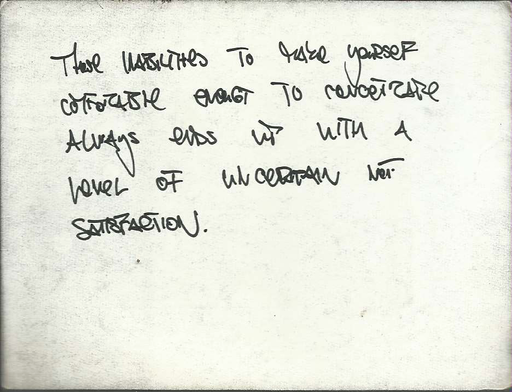 Those inabilities to make yourself
comfortable enough to concentrate
always ends up with a
level of uncertain not
satisfaction.